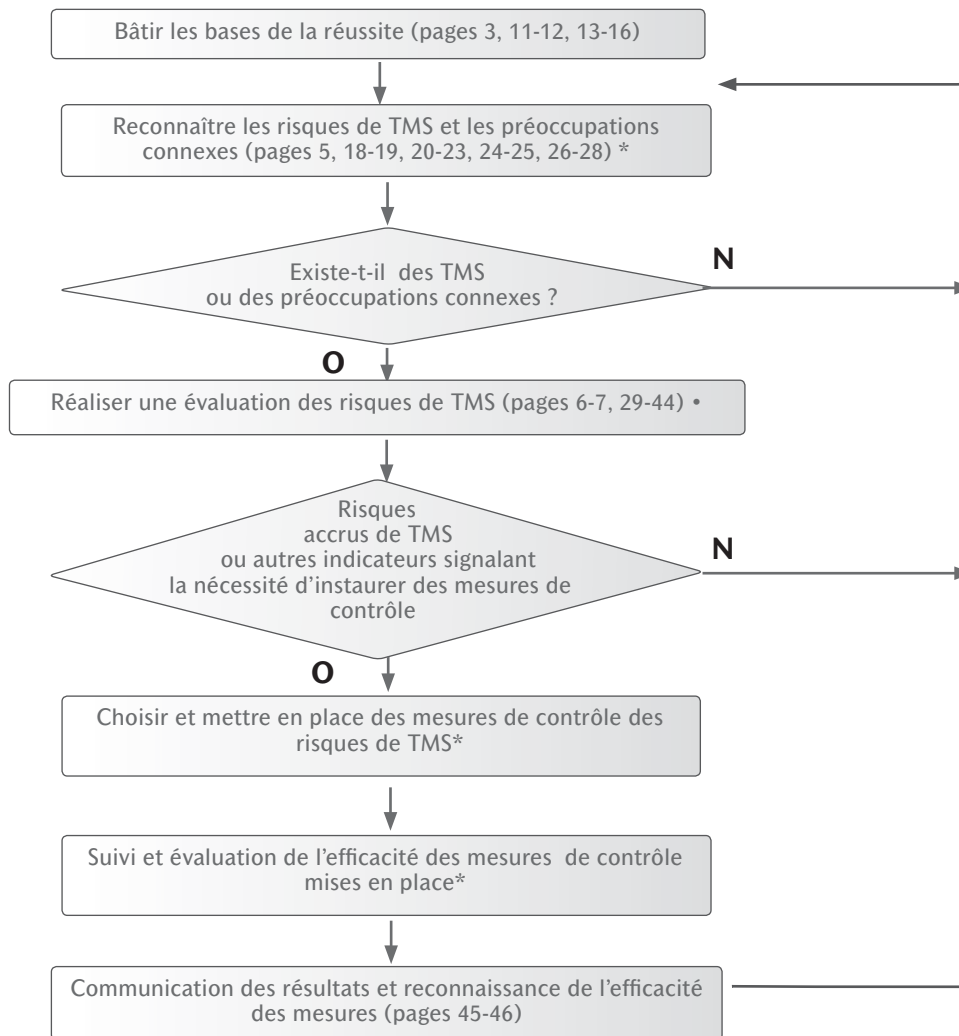 Bâtir les bases de la réussite (pages 3, 11-12, 13-16)
Reconnaître les risques de TMS et les préoccupations
connexes (pages 5, 18-19, 20-23, 24-25, 26-28) *
Existe-t-il des TMS
ou des préoccupations connexes ?
N
O
Réaliser une évaluation des risques de TMS (pages 6-7, 29-44) •
Risques
accrus de TMS
ou autres indicateurs signalant
la nécessité d'instaurer des mesures de
contrôle
N
O
Choisir et mettre en place des mesures de contrôle des
risques de TMS*
Suivi et évaluation de l'efficacité des mesures de contrôle
mises en place*
Communication des résultats et reconnaissance de l'efficacité
des mesures (pages 45-46)